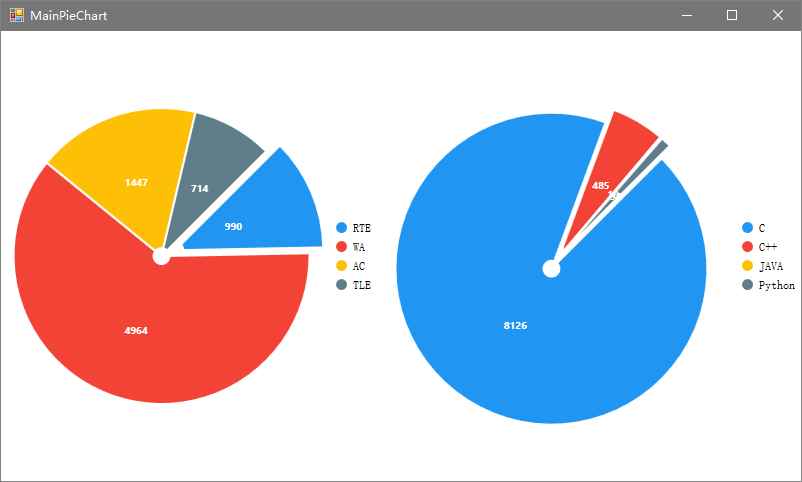 MainPieChart
1447
714
990
4964
RTE
WA
AC
TLE
485
8126
C
C++
JAVA
Python